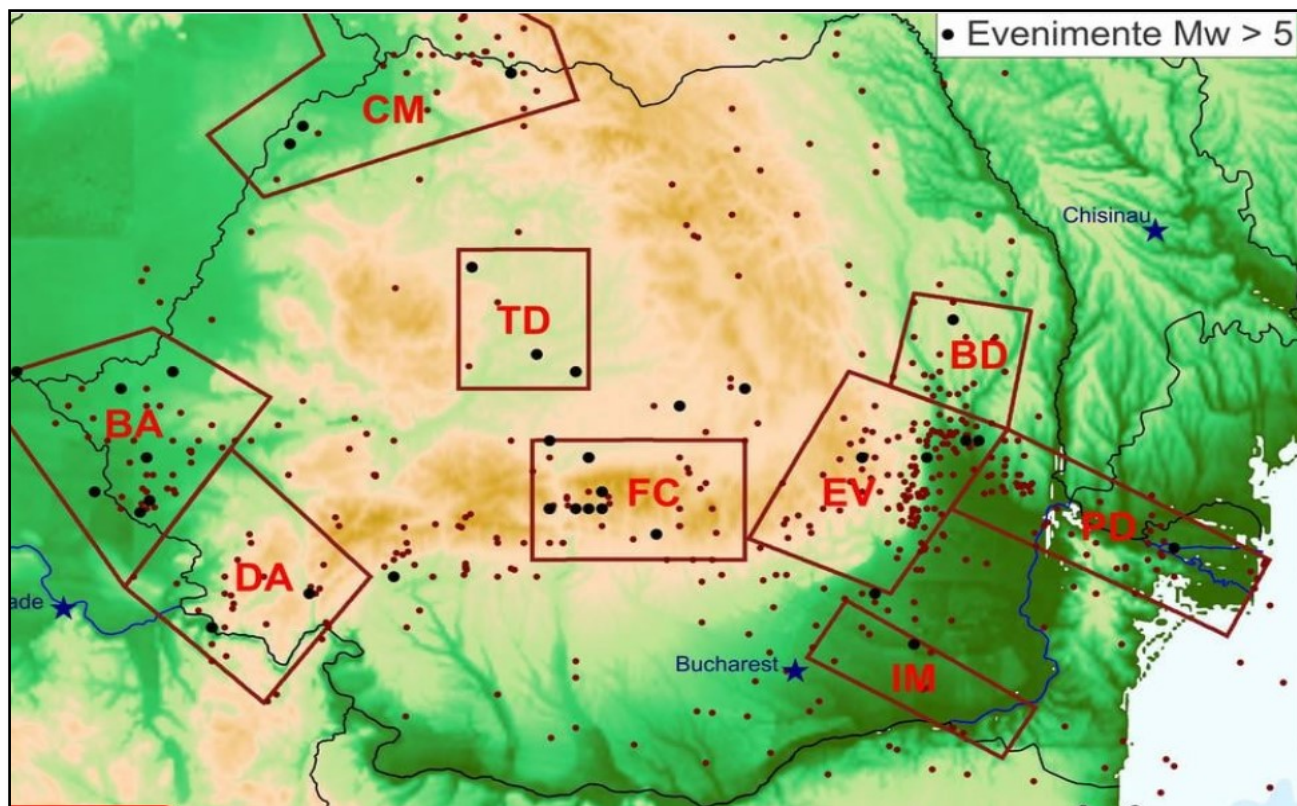 Evenimente Mw > 5
CM
Chisinau
TD
BD
BA
FC
EV
PD
DA
ade
Bucharest
IM